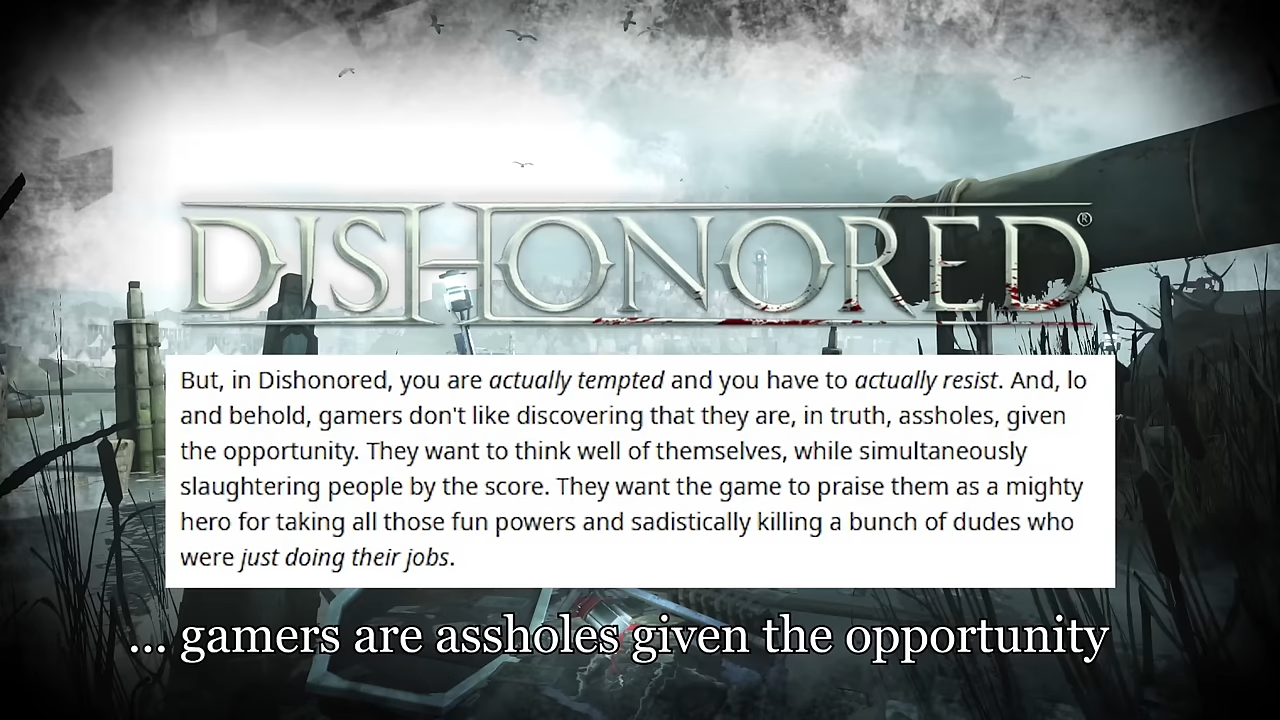 DISHONORED®
But, in Dishonored, you are actually tempted and you have to actually resist. And, lo
and behold, gamers don't like discovering that they are, in truth, assholes, given
the opportunity. They want to think well of themselves, while simultaneously
slaughtering people by the score. They want the game to praise them as a mighty
hero for taking all those fun powers and sadistically killing a bunch of dudes who
were just doing their jobs.
... gamers are assholes given the opportunity